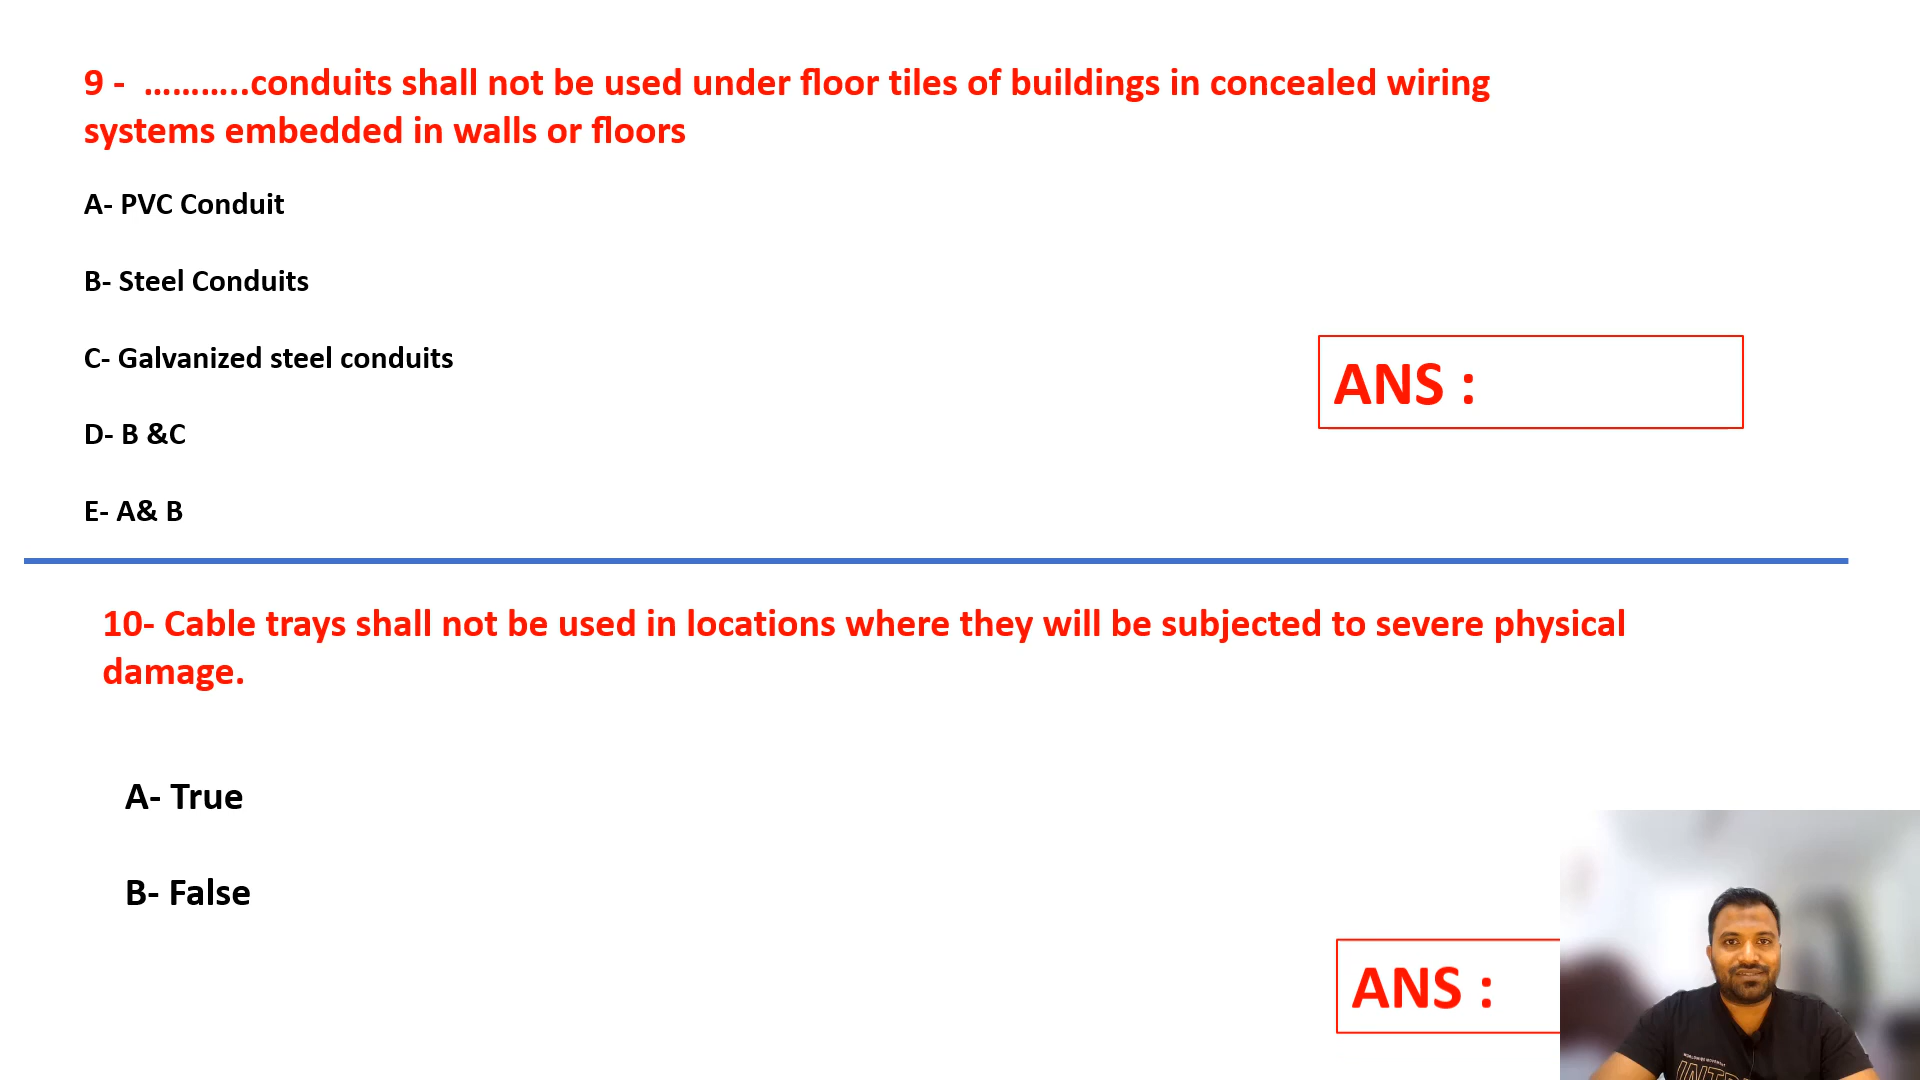 9 - ………..conduits shall not be used under floor tiles of buildings in concealed wiring
systems embedded in walls or floors
A- PVC Conduit
B- Steel Conduits
C- Galvanized steel conduits
ANS :
D- B &C
E- A& B
10- Cable trays shall not be used in locations where they will be subjected to severe physical
damage.
A- True
B- False
ANS :